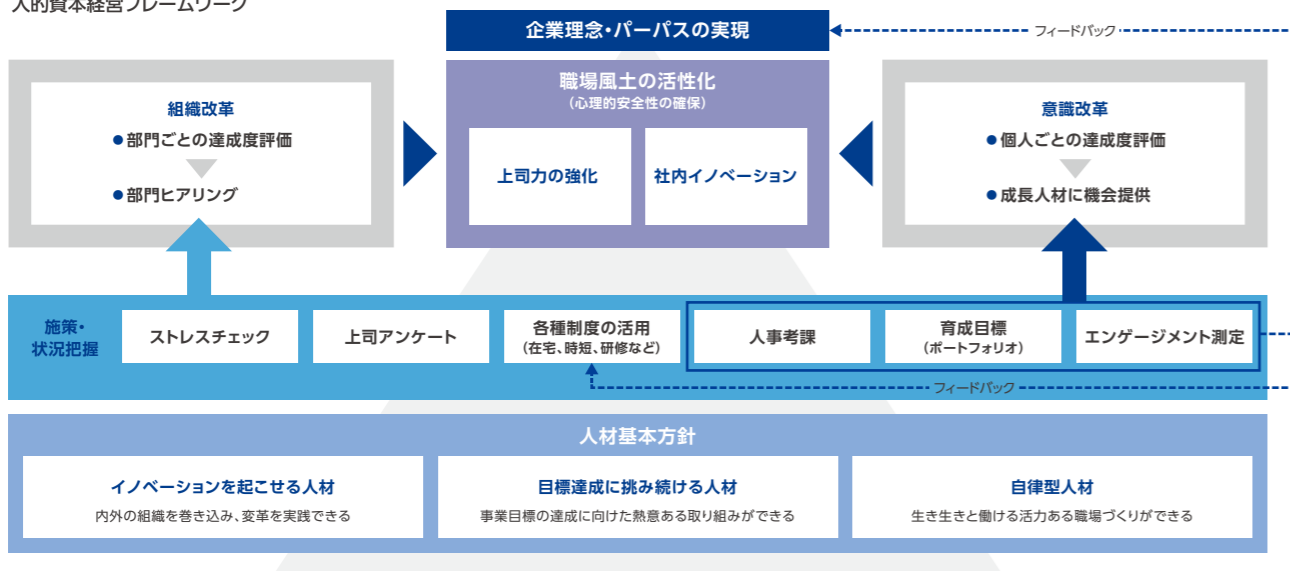 人的資本経営フレームワーク
企業理念・パーパスの実現
フィードバック
組織改革
●部門ごとの達成度評価
●部門ヒアリング
職場風土の活性化
（心理的安全性の確保）
上司力の強化
社内イノベーション
意識改革
●個人ごとの達成度評価
●成長人材に機会提供
施策・
状況把握
ストレスチェック
上司アンケート
各種制度の活用
（在宅、時短、研修など）
人事考課
育成目標
（ポートフォリオ）
エンゲージメント測定
フィードバック
人材基本方針
イノベーションを起こせる人材
内外の組織を巻き込み、変革を実践できる
目標達成に挑み続ける人材
事業目標の達成に向けた熱意ある取り組みができる
自律型人材
生き生きと働ける活力ある職場づくりができる